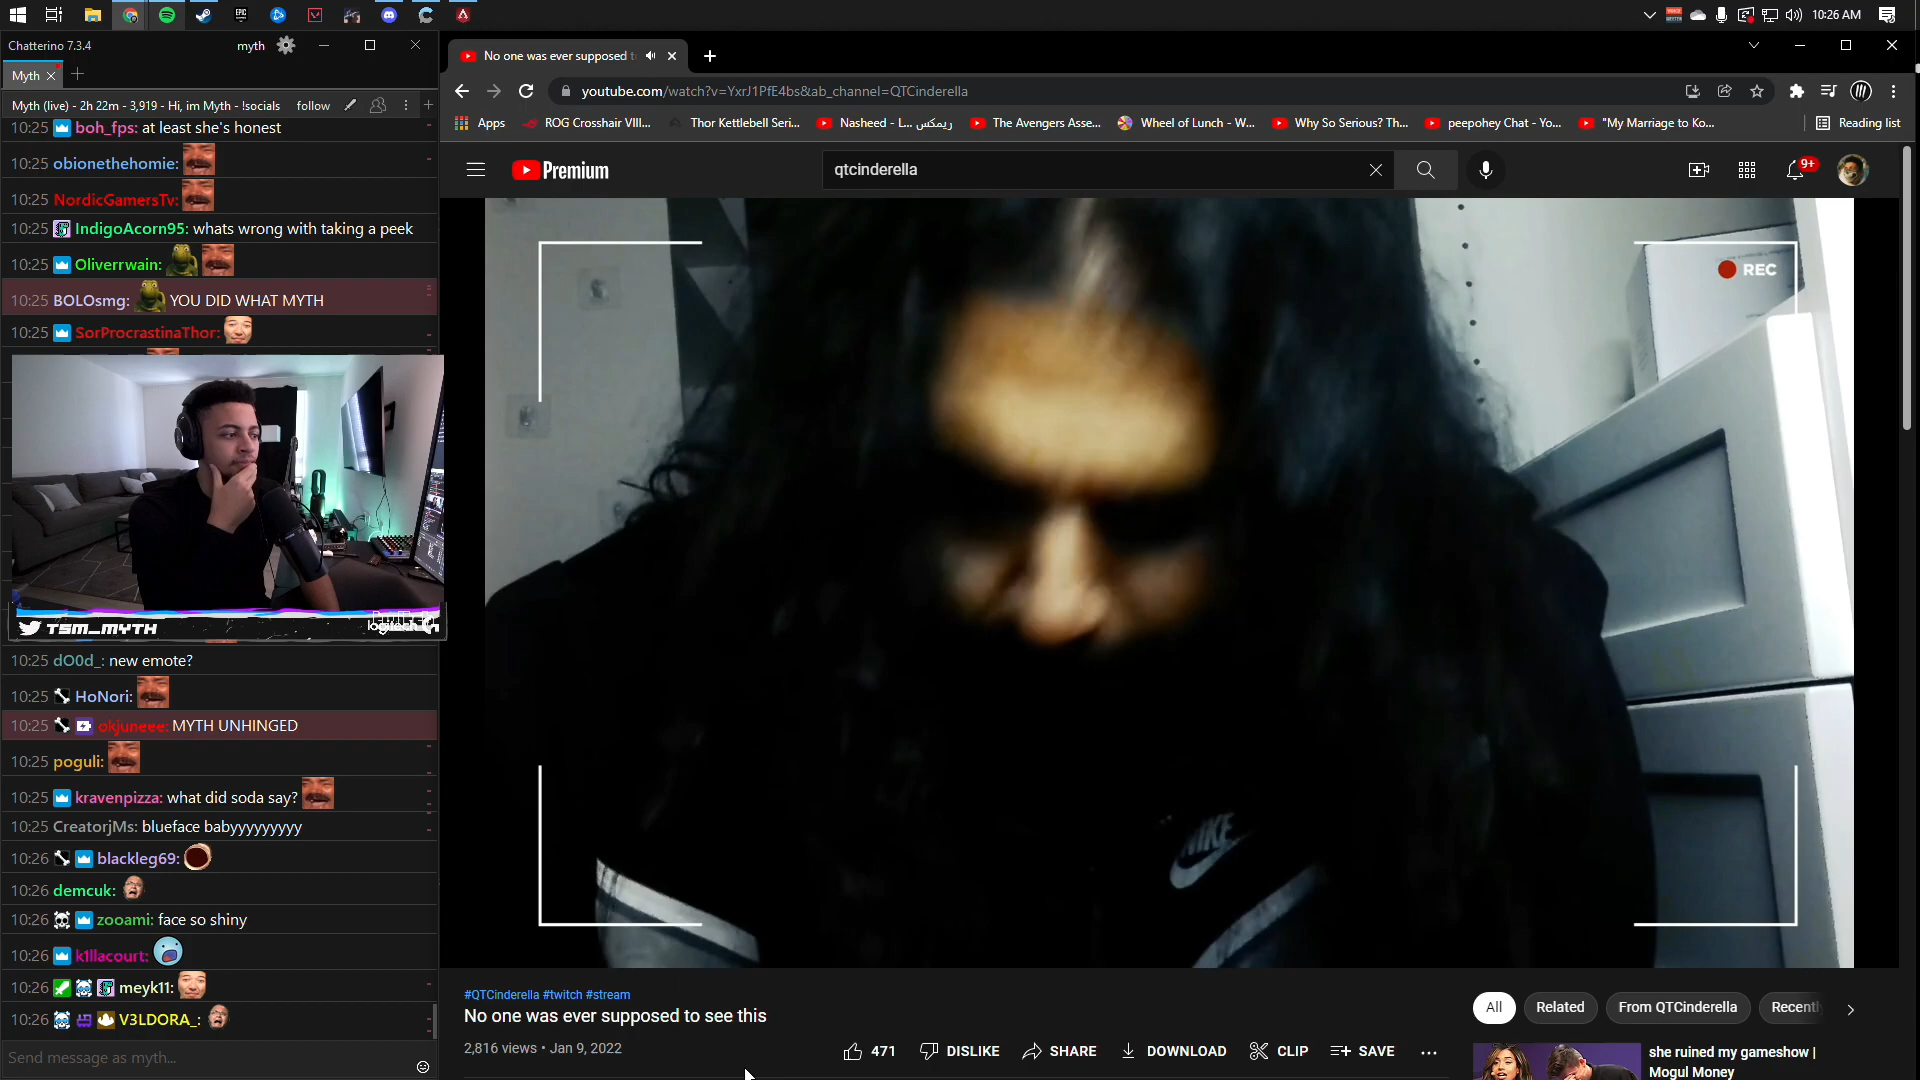 10:26 AM
Chatterino 7.3.4
myth
Myth
Myth (live) - 2h 22m - 3,919 - Hi, im Myth - !socials
follow
10:25 boh_fps: at least she's honest
10:25 obionethehomie:
10:25 NordicGamersTv:
10:25 IndigoAcorn95: whats wrong with taking a peek
10:25 Oliverrwain:
10:25 BOLOsmg: YOU DID WHAT MYTH
10:25 SorProcrastinaThor:
TSM_MYTH
logitech
10:25 dO0d_: new emote?
10:25 HoNori:
10:25 okjuneee: MYTH UNHINGED
10:25 poguli:
10:25 kravenpizza: what did soda say?
10:25 CreatorjMs: blueface babyyyyyyyyy
10:26 blackleg69:
10:26 demcuk:
10:26 zooami: face so shiny
10:26 k1llacourt:
10:26 meyk11:
10:26 V3LDORA_:
Send message as myth...
No one was ever supposed to
youtube.com/watch?v=YxrJ1PfE4bs&ab_channel=QTCinderella
Apps
ROG Crosshair VIII...
Thor Kettlebell Seri...
Nasheed - L... ريمكس
The Avengers Asse...
Wheel of Lunch - W...
Why So Serious? Th...
peepohey Chat - Yo...
"My Marriage to Ko...
Reading list
Premium
qtcinderella
9+
REC
NIKE
#QTCinderella #twitch #stream
No one was ever supposed to see this
2,816 views • Jan 9, 2022
471
DISLIKE
SHARE
DOWNLOAD
CLIP
SAVE
All
Related
From QTCinderella
Recent
she ruined my gameshow |
Mogul Money